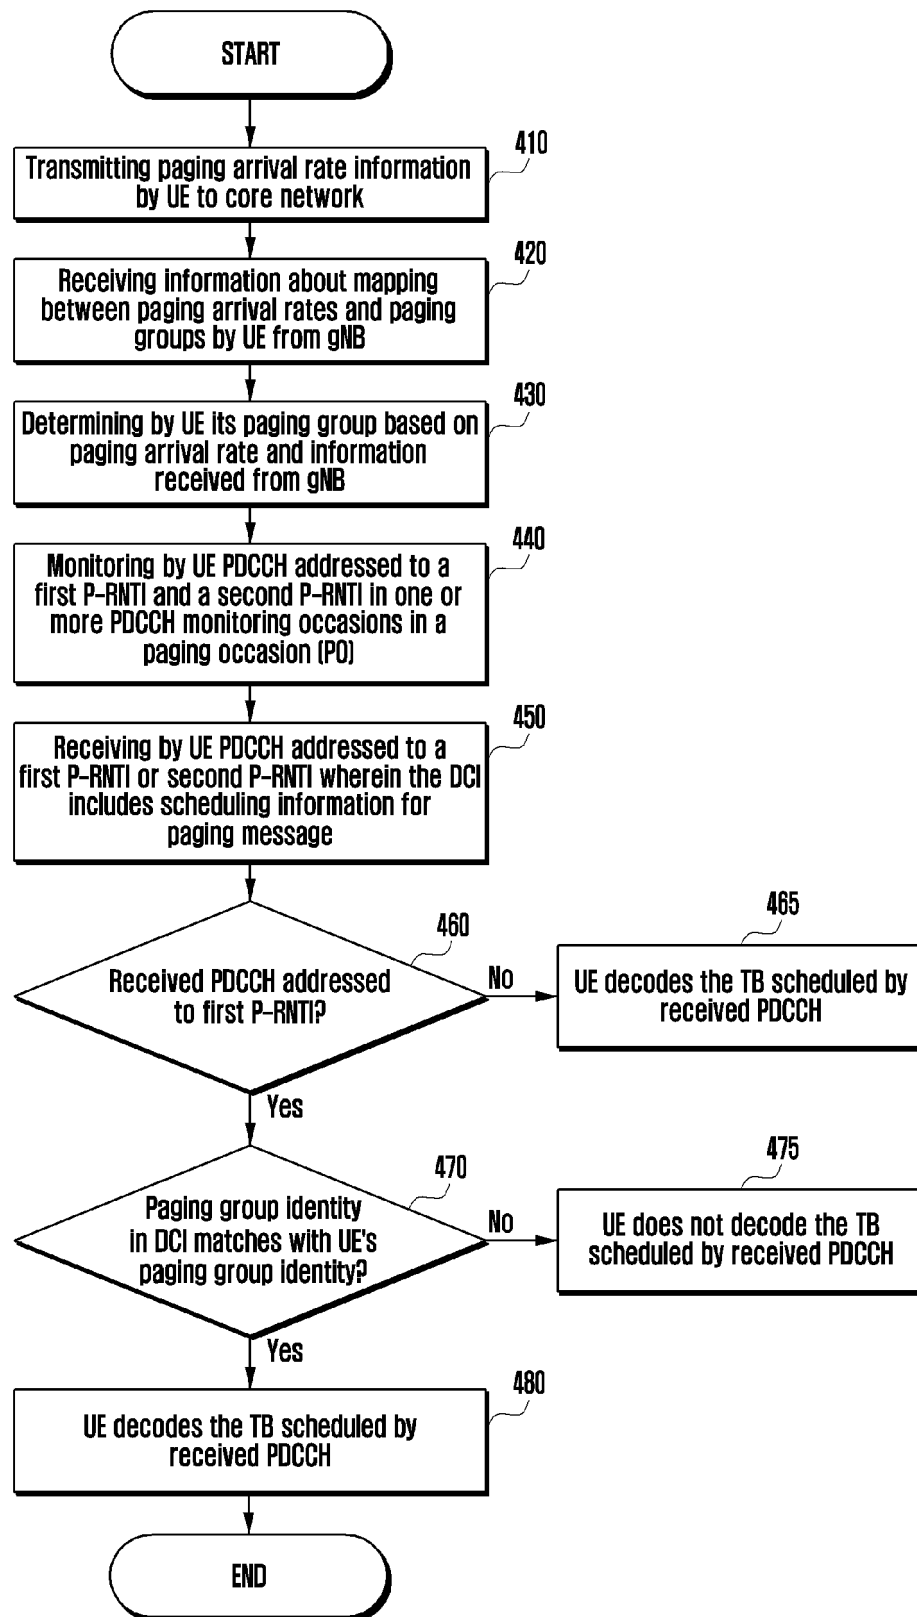 START
410
Transmitting paging arrival rate information
by UE to core network
420
Receiving information about mapping
between paging arrival rates and paging
groups by UE from gNB
430
Determining by UE its paging group based on
paging arrival rate and information
received from gNB
440
Monitoring by UE PDCCH addressed to a
first P-RNTI and a second P-RNTI in one or
more PDCCH monitoring occasions in a
paging occasion (PO)
450
Receiving by UE PDCCH addressed to a
first P-RNTI or second P-RNTI wherein the DCI
includes scheduling information for
paging message
460
Received PDCCH addressed
to first P-RNTI?
No
465
UE decodes the TB scheduled by
received PDCCH
Yes
470
Paging group identity
in DCI matches with UE's
paging group identity?
No
475
UE does not decode the TB
scheduled by received PDCCH
Yes
480
UE decodes the TB scheduled by
received PDCCH
END